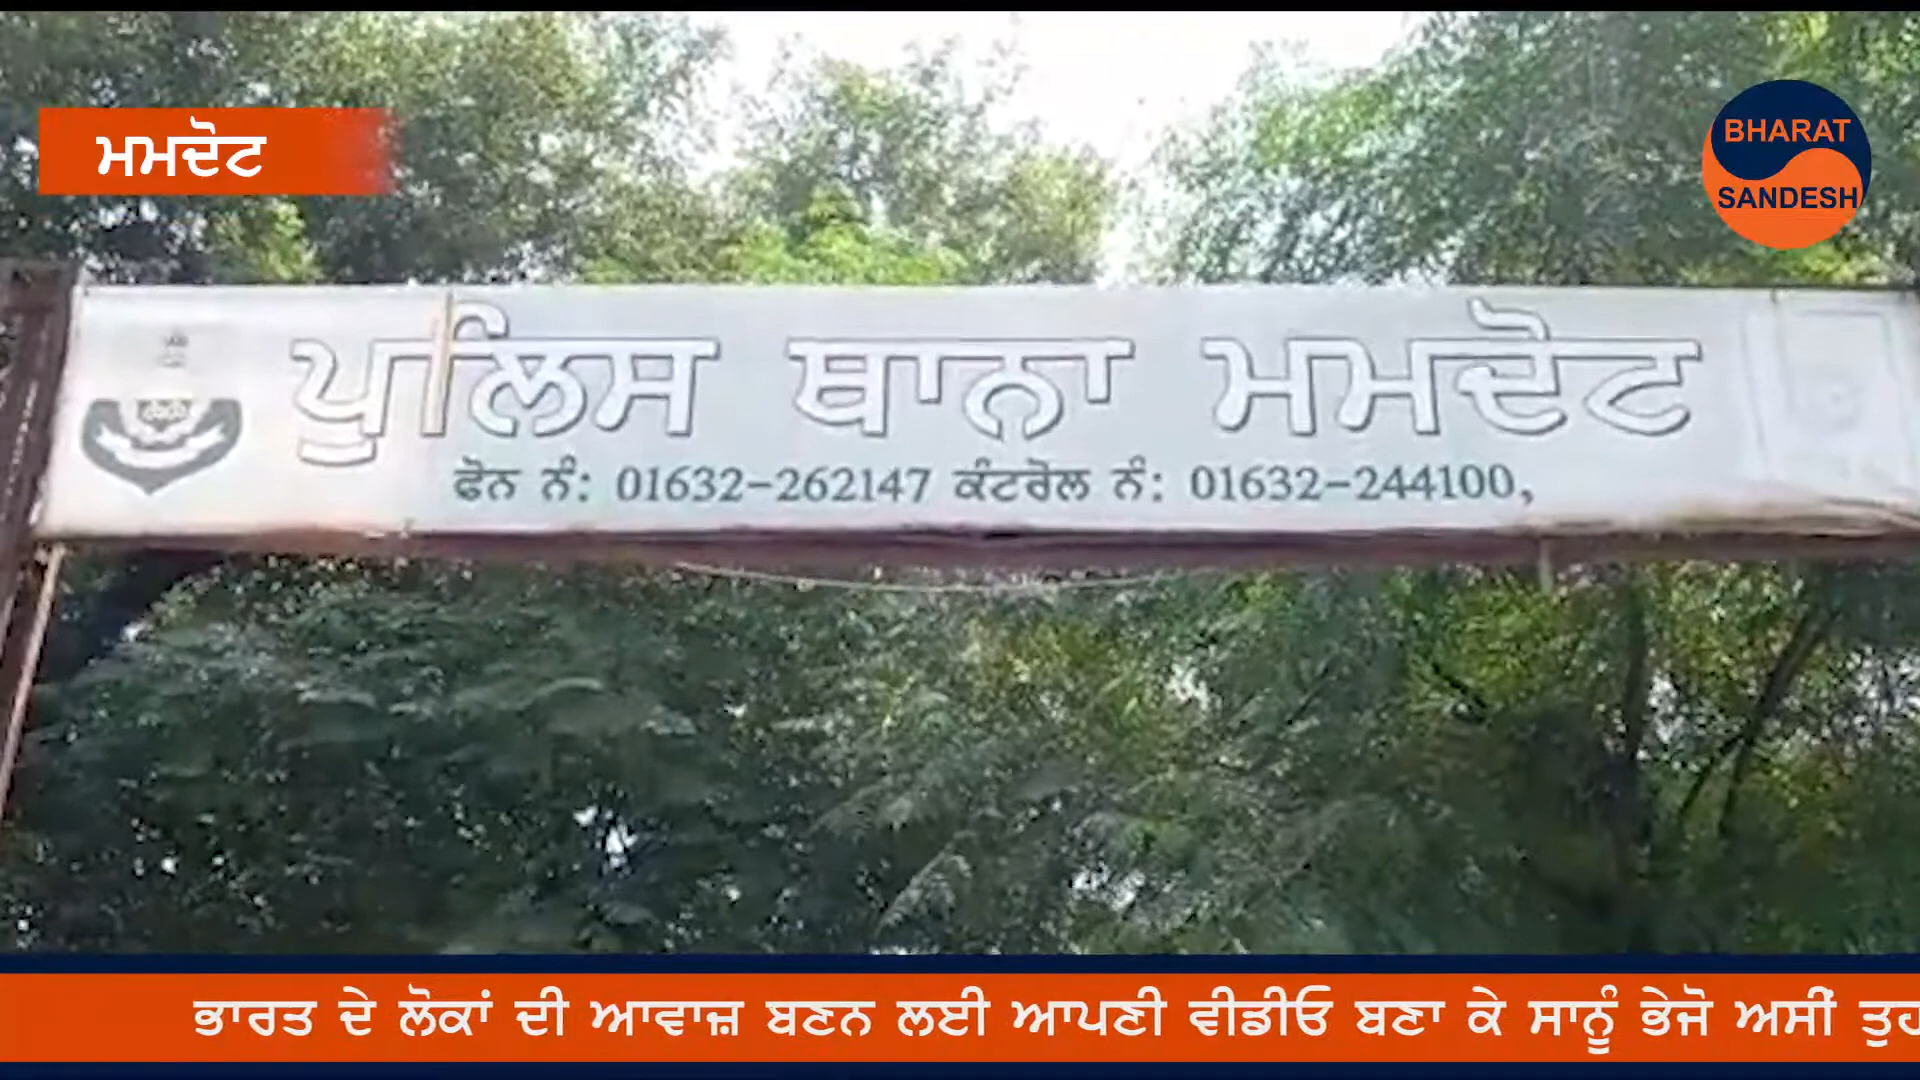 ਮਮਦੋਟ
BHARAT
SANDESH
ਪੁਲਿਸ ਥਾਨਾ ਮਮਦੋਟ
ਫੋਨ ਨੰ: 01632-262147 ਕੰਟਰੋਲ ਨੰ: 01632-244100,
ਭਾਰਤ ਦੇ ਲੋਕਾਂ ਦੀ ਆਵਾਜ਼ ਬਣਨ ਲਈ ਆਪਣੀ ਵੀਡੀਓ ਬਣਾ ਕੇ ਸਾਨੂੰ ਭੇਜੋ ਅਸੀਂ